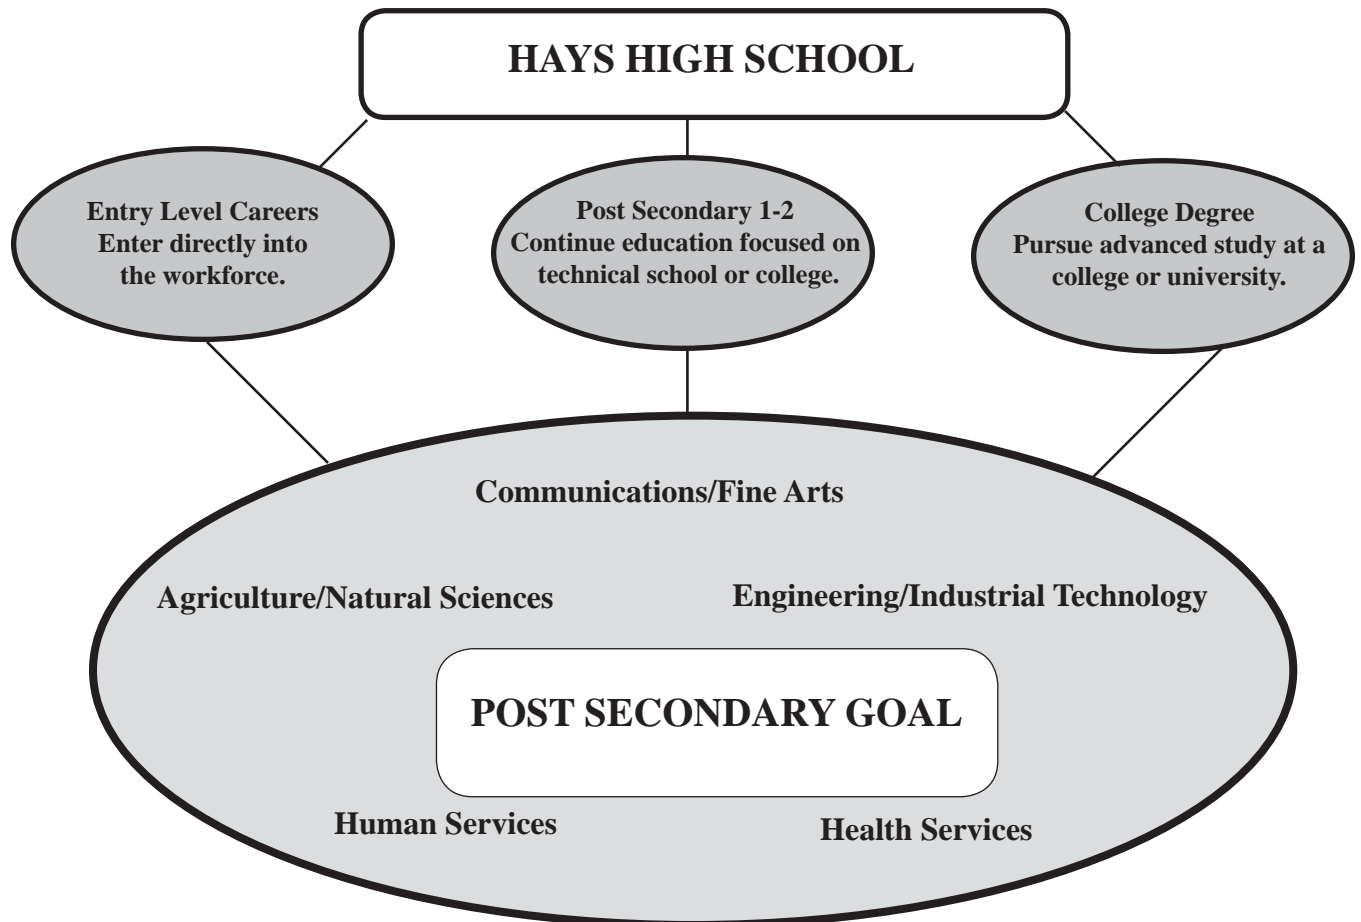 HAYS HIGH SCHOOL
Entry Level Careers
Enter directly into
the workforce.
Post Secondary 1-2
Continue education focused on
technical school or college.
College Degree
Pursue advanced study at a
college or university.
Communications/Fine Arts
Agriculture/Natural Sciences
Engineering/Industrial Technology
POST SECONDARY GOAL
Human Services
Health Services